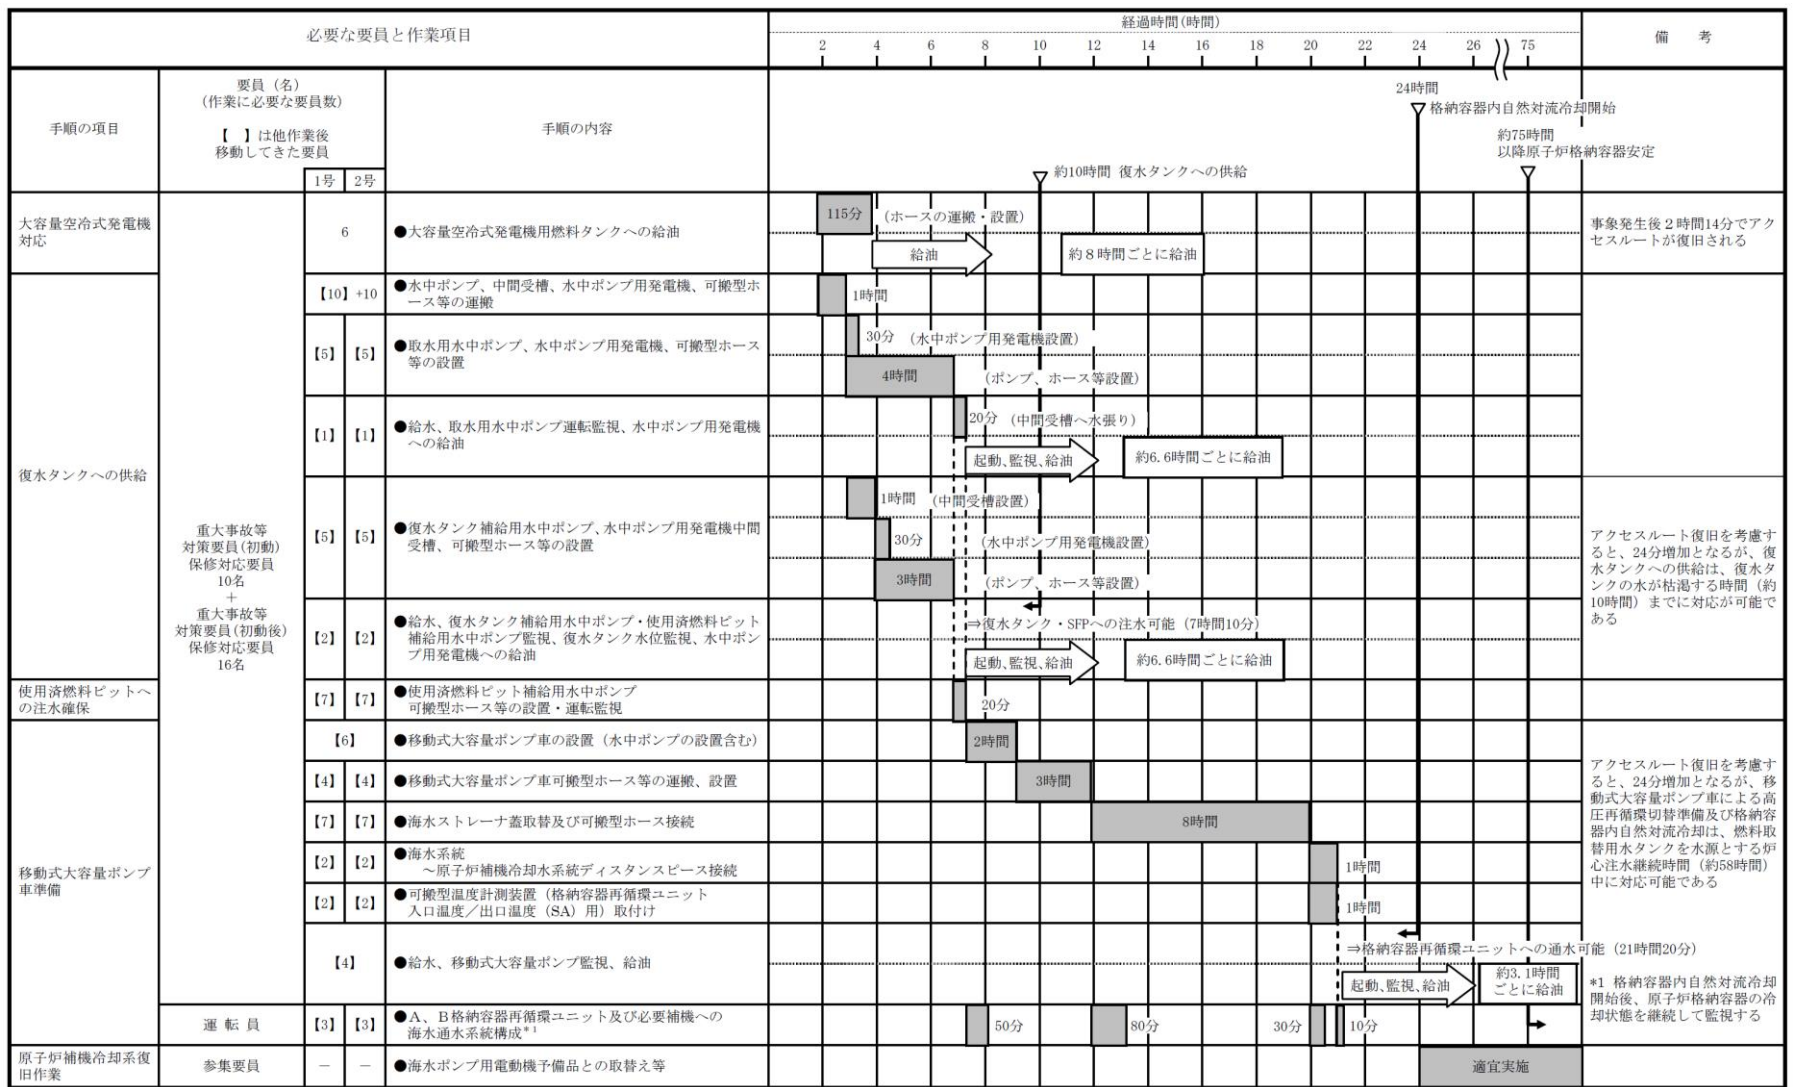 必要な要員と作業項目
経過時間(時間)
備　考
2 4 6 8 10 12 14 16 18 20 22 24 26 75
手順の項目
要員（名）
（作業に必要な要員数）
【　】は他作業後
移動してきた要員
1号 2号
手順の内容
24時間
格納容器内自然対流冷却開始
約75時間
以降原子炉格納容器安定
約10時間 復水タンクへの供給
大容量空冷式発電機
対応
重大事故等
対策要員(初動)
保修対応要員
10名
＋
重大事故等
対策要員(初動後)
保修対応要員
16名
6
●大容量空冷式発電機用燃料タンクへの給油
115分
（ホースの運搬・設置）
給油
約８時間ごとに給油
事象発生後２時間14分でアク
セスルートが復旧される
復水タンクへの供給
【10】+10
●水中ポンプ、中間受槽、水中ポンプ用発電機、可搬型ホ
ース等の運搬
1時間
【5】 【5】
●取水用水中ポンプ、水中ポンプ用発電機、可搬型ホース
等の設置
30分 （水中ポンプ用発電機設置）
4時間 （ポンプ、ホース等設置）
【1】 【1】
●給水、取水用水中ポンプ運転監視、水中ポンプ用発電機
への給油
20分 （中間受槽へ水張り）
起動、監視、給油
約6.6時間ごとに給油
【5】 【5】
●復水タンク補給用水中ポンプ、水中ポンプ用発電機中間
受槽、可搬型ホース等の設置
1時間 （中間受槽設置）
30分 （水中ポンプ用発電機設置）
3時間 （ポンプ、ホース等設置）
アクセスルート復旧を考慮す
ると、24分増加となるが、復
水タンクへの供給は、復水タ
ンクの水が枯渇する時間（約
10時間）までに対応が可能で
ある
【2】 【2】
●給水、復水タンク補給用水中ポンプ・使用済燃料ピット
補給用水中ポンプ監視、復水タンク水位監視、水中ポン
プ用発電機への給油
⇒復水タンク・SFPへの注水可能（7時間10分）
起動、監視、給油
約6.6時間ごとに給油
使用済燃料ピットへ
の注水確保
【7】 【7】
●使用済燃料ピット補給用水中ポンプ
可搬型ホース等の設置・運転監視
20分
移動式大容量ポンプ
車準備
【6】
●移動式大容量ポンプ車の設置（水中ポンプの設置含む）
2時間
【4】 【4】
●移動式大容量ポンプ車可搬型ホース等の運搬、設置
3時間
【7】 【7】
●海水ストレーナ蓋取替及び可搬型ホース接続
8時間
【2】 【2】
●海水系統
～原子炉補機冷却水系統ディスタンスピース接続
1時間
【2】 【2】
●可搬型温度計測装置（格納容器再循環ユニット
入口温度／出口温度（SA）用）取付け
1時間
アクセスルート復旧を考慮す
ると、24分増加となるが、移
動式大容量ポンプ車による高
圧再循環切替準備及び格納容
器内自然対流冷却は、燃料取
替用水タンクを水源とする炉
心注水継続時間（約58時間）
中に対応可能である
【4】
●給水、移動式大容量ポンプ監視、給油
⇒格納容器再循環ユニットへの通水可能（21時間20分）
起動、監視、給油
約3.1時間
ごとに給油
*1 格納容器内自然対流冷却
開始後、原子炉格納容器の冷
却状態を継続して監視する
運 転 員
【3】 【3】
●Ａ、Ｂ格納容器再循環ユニット及び必要補機への
海水通水系統構成*1
50分 80分 30分 10分
原子炉補機冷却系復
旧作業
参集要員
－ －
●海水ポンプ用電動機予備品との取替え等
適宜実施